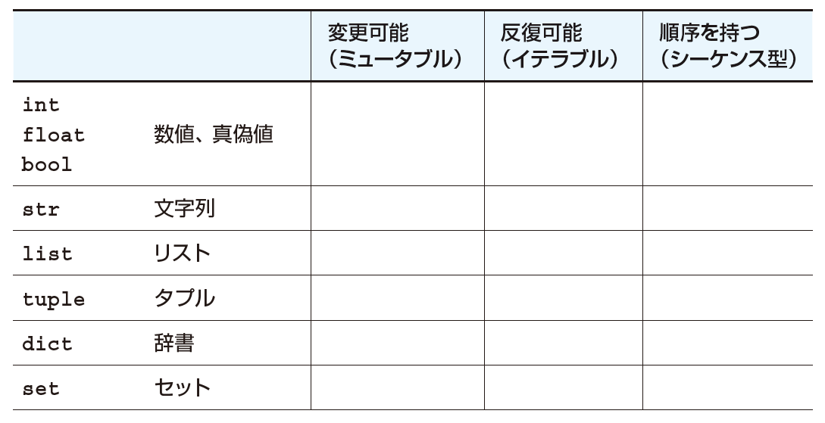 変更可能
（ミュータブル）
反復可能
（イテラブル）
順序を持つ
（シーケンス型）
int
float 数値、真偽値
bool
str 文字列
list リスト
tuple タプル
dict 辞書
set セット